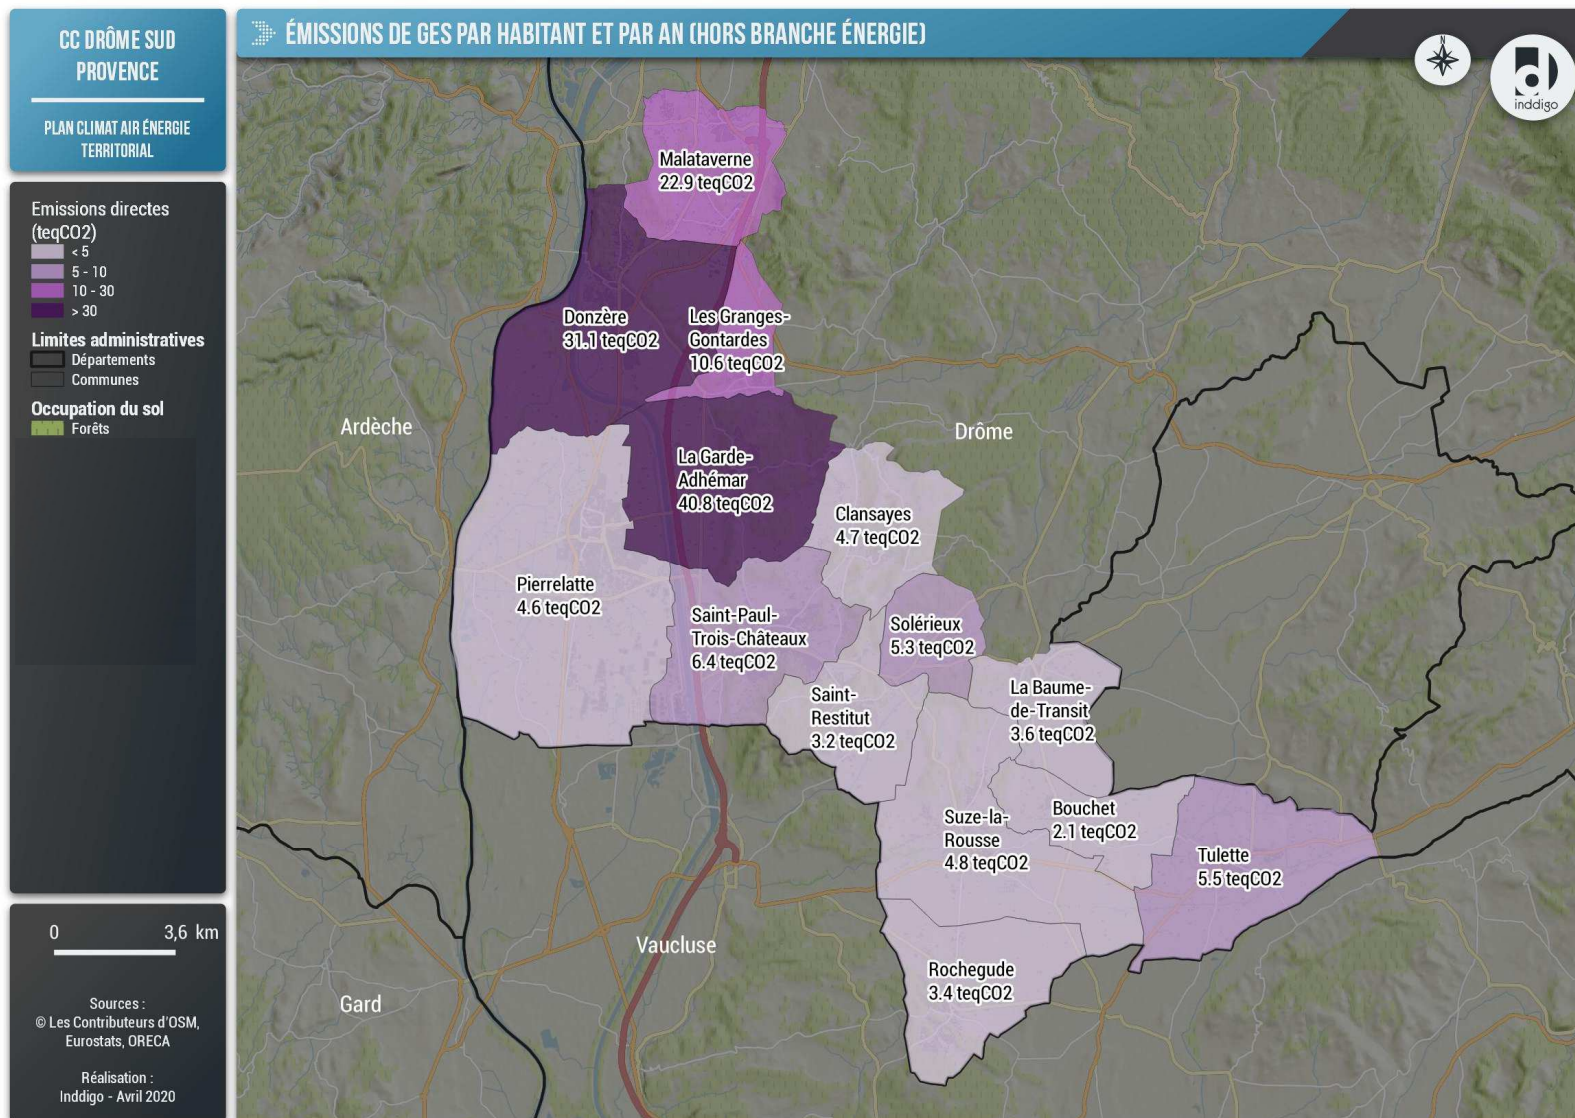 CC DRÔME SUD
PROVENCE
PLAN CLIMAT AIR ÉNERGIE
TERRITORIAL
ÉMISSIONS DE GES PAR HABITANT ET PAR AN (HORS BRANCHE ÉNERGIE)
N
inddigo
Emissions directes
(teqCO2)
< 5
5 - 10
10 - 30
> 30
Limites administratives
Départements
Communes
Occupation du sol
Forêts
Malataverne
22.9 teqCO2
Donzère
31.1 teqCO2
Les Granges-
Gontardes
10.6 teqCO2
Ardèche
Drôme
La Garde-
Adhémar
40.8 teqCO2
Clansayes
4.7 teqCO2
Pierrelatte
4.6 teqCO2
Saint-Paul-
Trois-Châteaux
6.4 teqCO2
Solérieux
5.3 teqCO2
Saint-
Restitut
3.2 teqCO2
La Baume-
de-Transit
3.6 teqCO2
Suze-la-
Rousse
4.8 teqCO2
Bouchet
2.1 teqCO2
Tulette
5.5 teqCO2
Vaucluse
Rochegude
3.4 teqCO2
Gard
0 3,6 km
Sources :
© Les Contributeurs d'OSM,
Eurostats, ORECA
Réalisation :
Inddigo - Avril 2020